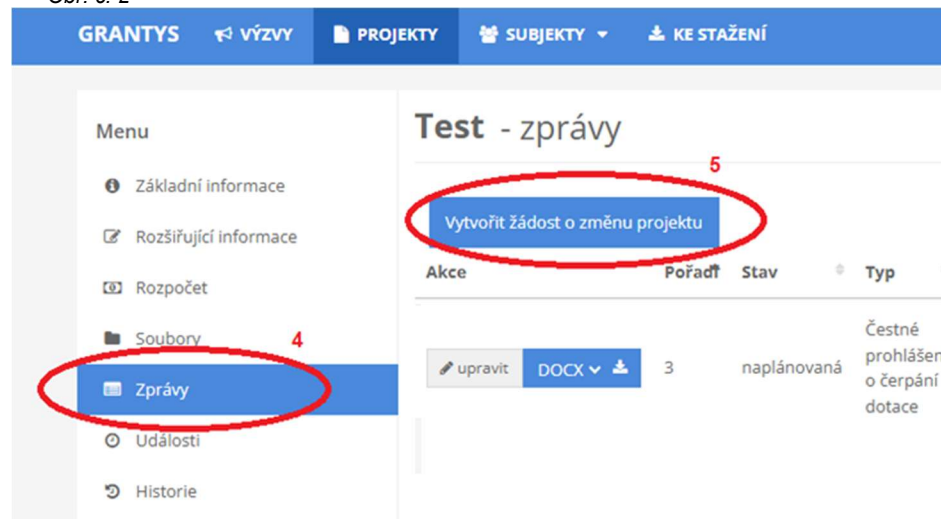 GRANTYS VÝZVY PROJEKTY SUBJEKTY KE STAŽENÍ
Menu
Základní informace
Rozšiřující informace
Rozpočet
Soubory
4
Zprávy
Události
Historie
Test - zprávy
5
Vytvořit žádost o změnu projektu
Akce Pořadí Stav Typ
upravit DOCX 3 naplánovaná
Čestné
prohlášen
o čerpání
dotace